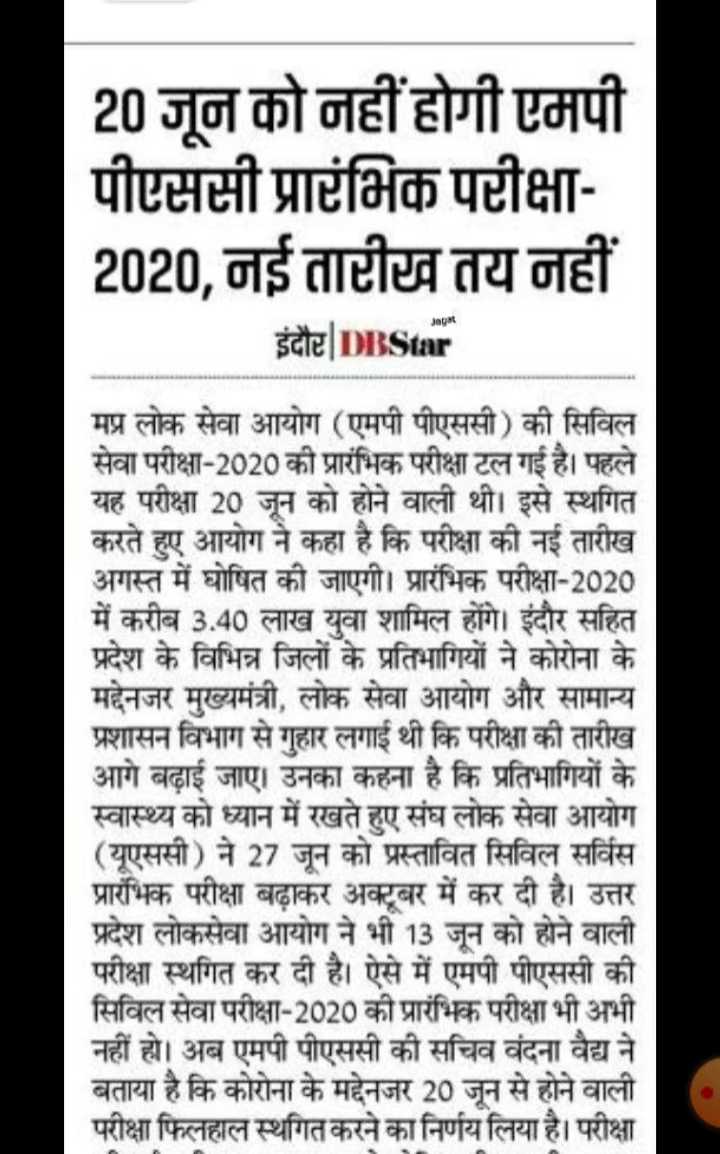 20 जून को नहीं होगी एमपी
पीएससी प्रारंभिक परीक्षा-
2020, नई तारीख तय नहीं
Jagat
इंदौर | DBStar
मप्र लोक सेवा आयोग (एमपी पीएससी) की सिविल
सेवा परीक्षा-2020 की प्रारंभिक परीक्षा टल गई है। पहले
यह परीक्षा 20 जून को होने वाली थी। इसे स्थगित
करते हुए आयोग ने कहा है कि परीक्षा की नई तारीख
अगस्त में घोषित की जाएगी। प्रारंभिक परीक्षा-2020
में करीब 3.40 लाख युवा शामिल होंगे। इंदौर सहित
प्रदेश के विभिन्न जिलों के प्रतिभागियों ने कोरोना के
मद्देनजर मुख्यमंत्री, लोक सेवा आयोग और सामान्य
प्रशासन विभाग से गुहार लगाई थी कि परीक्षा की तारीख
आगे बढ़ाई जाए। उनका कहना है कि प्रतिभागियों के
स्वास्थ्य को ध्यान में रखते हुए संघ लोक सेवा आयोग
(यूएससी) ने 27 जून को प्रस्तावित सिविल सर्विस
प्रारंभिक परीक्षा बढ़ाकर अक्टूबर में कर दी है। उत्तर
प्रदेश लोकसेवा आयोग ने भी 13 जून को होने वाली
परीक्षा स्थगित कर दी है। ऐसे में एमपी पीएससी की
सिविल सेवा परीक्षा-2020 की प्रारंभिक परीक्षा भी अभी
नहीं हो। अब एमपी पीएससी की सचिव वंदना वैद्य ने
बताया है कि कोरोना के मद्देनजर 20 जून से होने वाली
परीक्षा फिलहाल स्थगित करने का निर्णय लिया है। परीक्षा